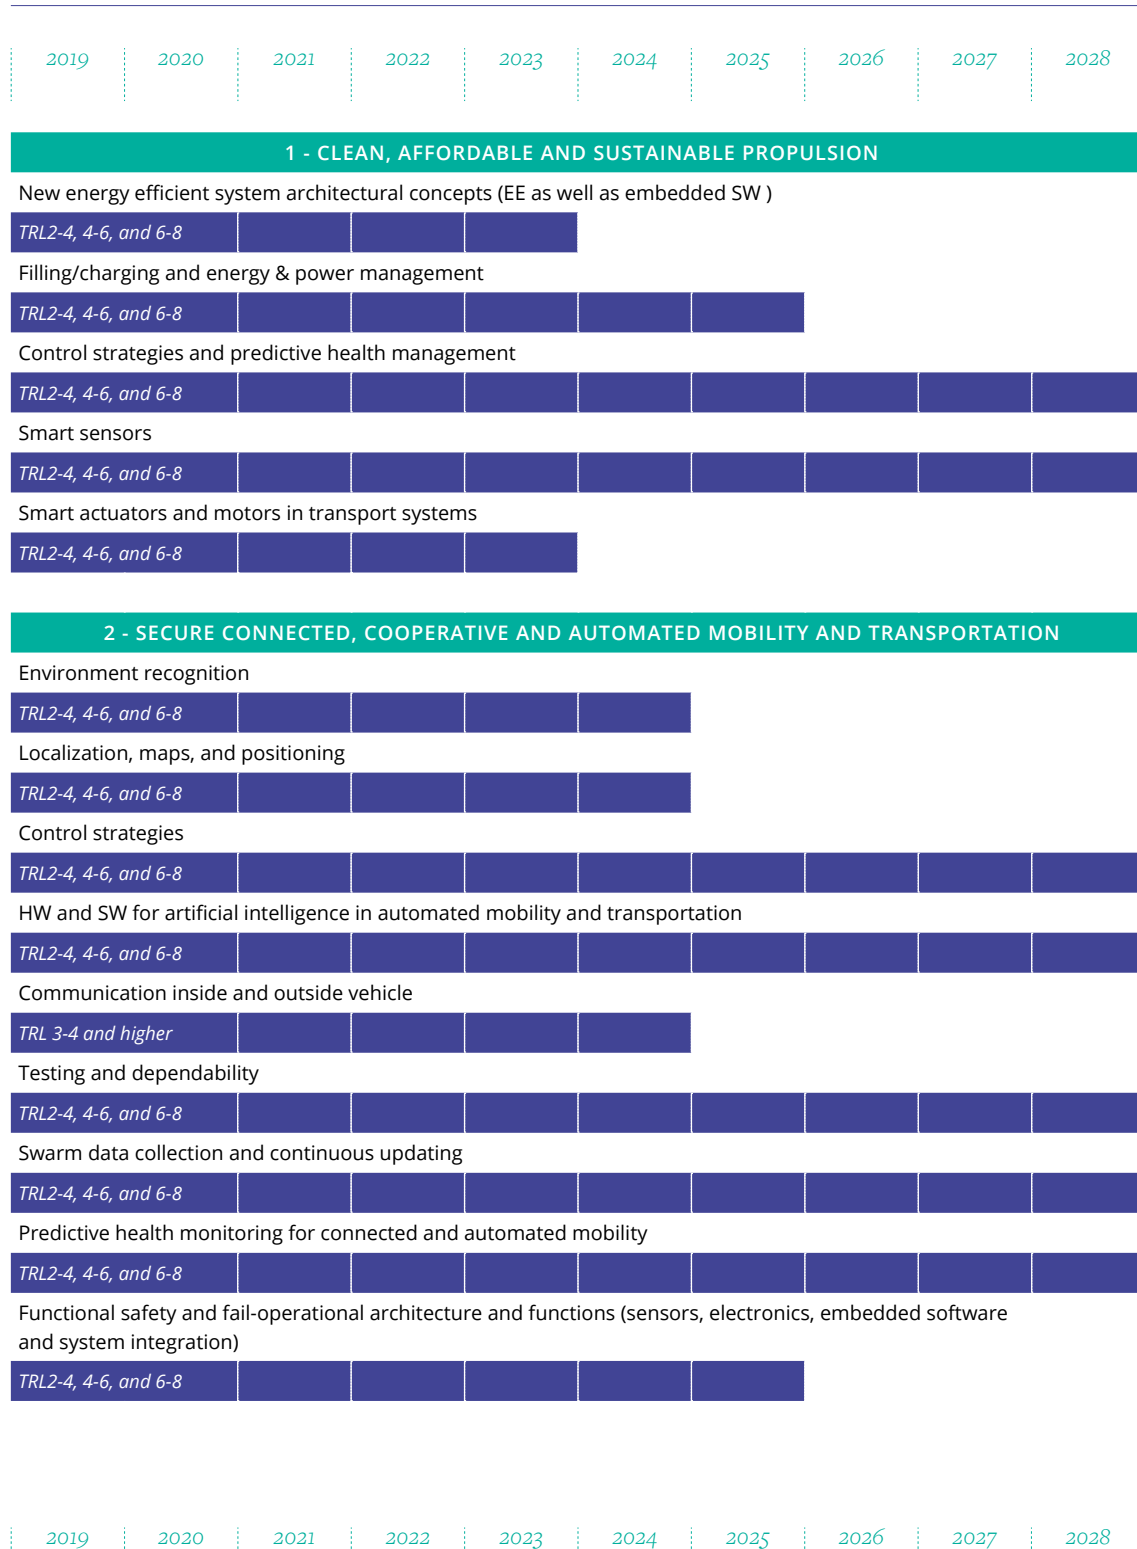 2019 2020 2021 2022 2023 2024 2025 2026 2027 2028
1 - CLEAN, AFFORDABLE AND SUSTAINABLE PROPULSION
New energy efficient system architectural concepts (EE as well as embedded SW )
TRL2-4, 4-6, and 6-8
Filling/charging and energy & power management
TRL2-4, 4-6, and 6-8
Control strategies and predictive health management
TRL2-4, 4-6, and 6-8
Smart sensors
TRL2-4, 4-6, and 6-8
Smart actuators and motors in transport systems
TRL2-4, 4-6, and 6-8
2 - SECURE CONNECTED, COOPERATIVE AND AUTOMATED MOBILITY AND TRANSPORTATION
Environment recognition
TRL2-4, 4-6, and 6-8
Localization, maps, and positioning
TRL2-4, 4-6, and 6-8
Control strategies
TRL2-4, 4-6, and 6-8
HW and SW for artificial intelligence in automated mobility and transportation
TRL2-4, 4-6, and 6-8
Communication inside and outside vehicle
TRL 3-4 and higher
Testing and dependability
TRL2-4, 4-6, and 6-8
Swarm data collection and continuous updating
TRL2-4, 4-6, and 6-8
Predictive health monitoring for connected and automated mobility
TRL2-4, 4-6, and 6-8
Functional safety and fail-operational architecture and functions (sensors, electronics, embedded software
and system integration)
TRL2-4, 4-6, and 6-8
2019 2020 2021 2022 2023 2024 2025 2026 2027 2028